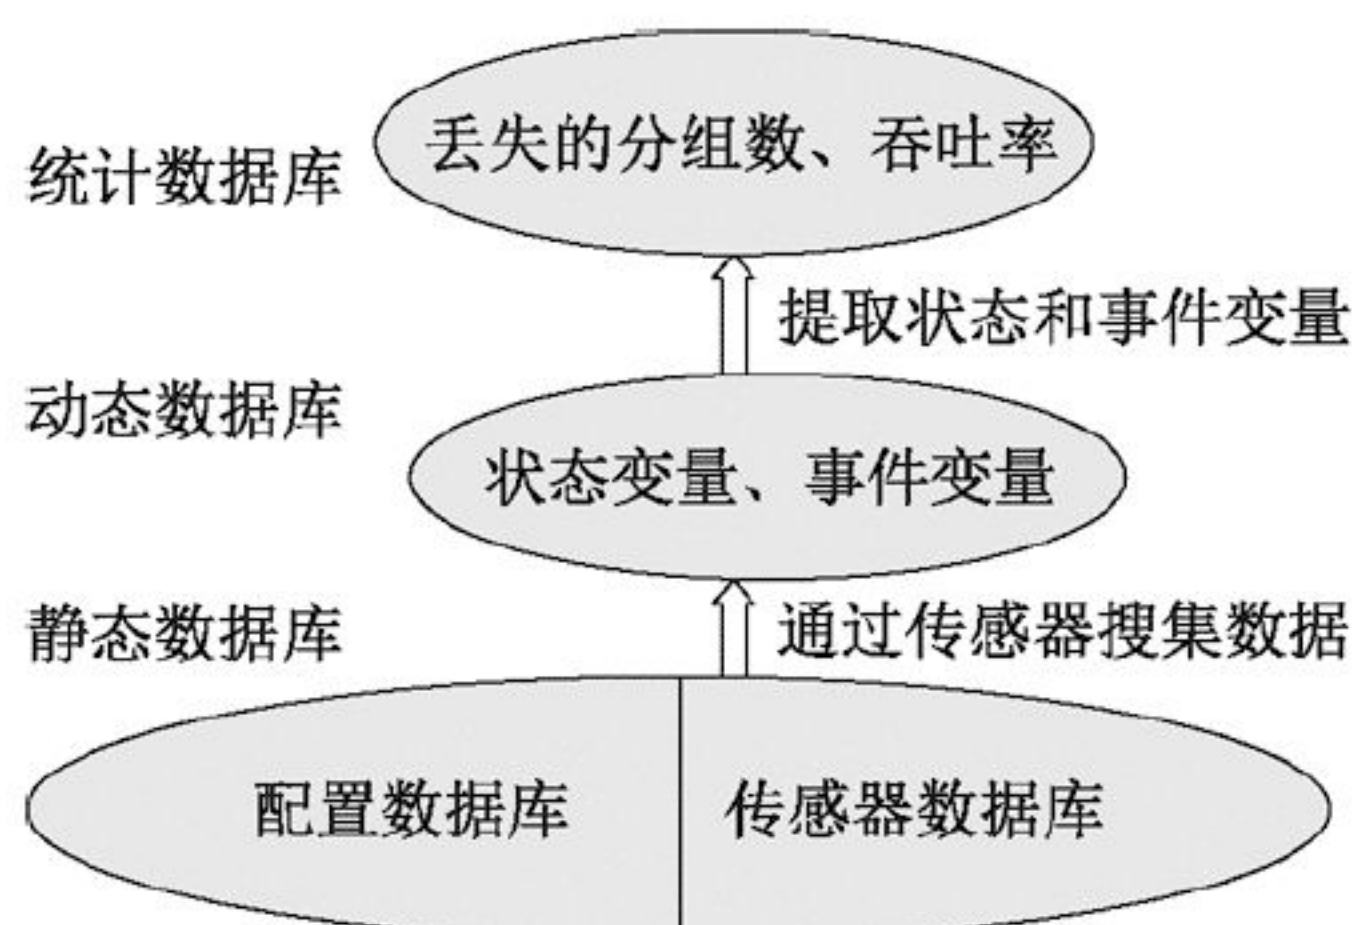 丢失的分组数、吞吐率
统计数据库
提取状态和事件变量
动态数据库
状态变量、事件变量
静态数据库
通过传感器搜集数据
配置数据库
传感器数据库